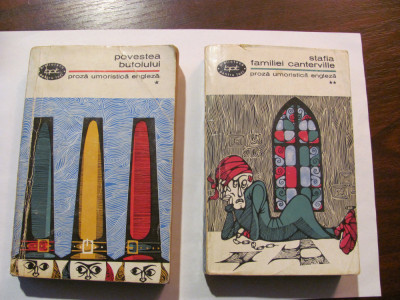 povestea
butoiului
proză umoristică engleză
*
stafia
familiei canterville
proză umoristică engleză
**